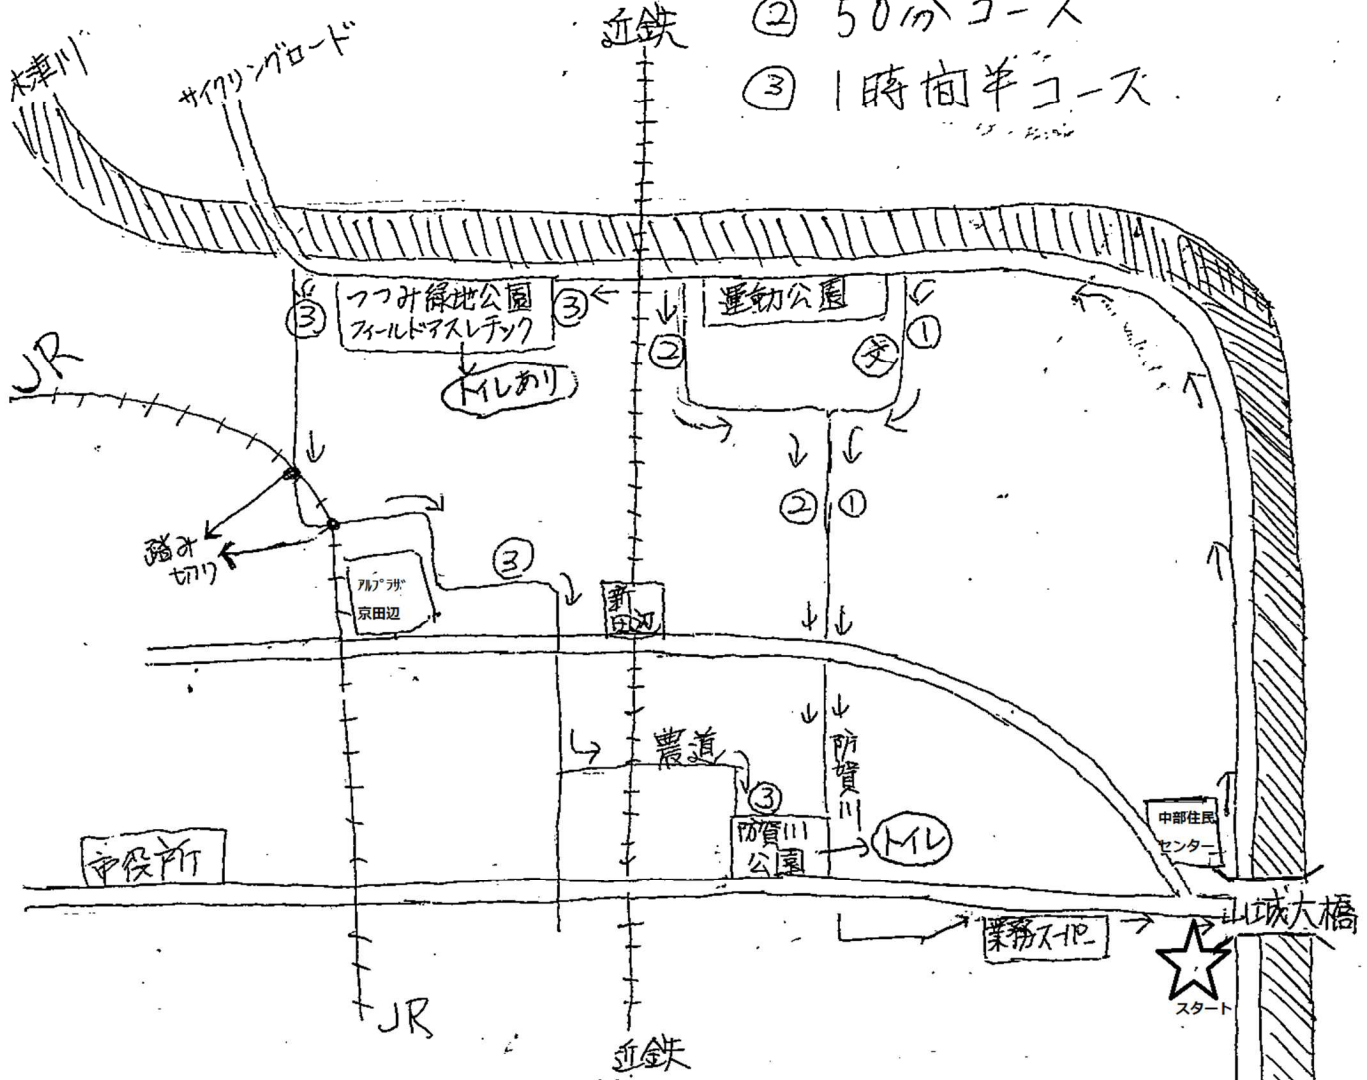 近鉄
② 50分コース
③ 1時間半コース
木津川
サイクリングロード
つつみ緑地公園
フィールドアスレチック
③
③
②
運動公園
①
交
トイレあり
JR
②
①
踏み
切り
アルプラザ
京田辺
③
新
田辺
農道
③
防賀川
防賀川
公園
トイレ
中部住民
センター
市役所
山城大橋
業務スーパー
スタート
JR
近鉄